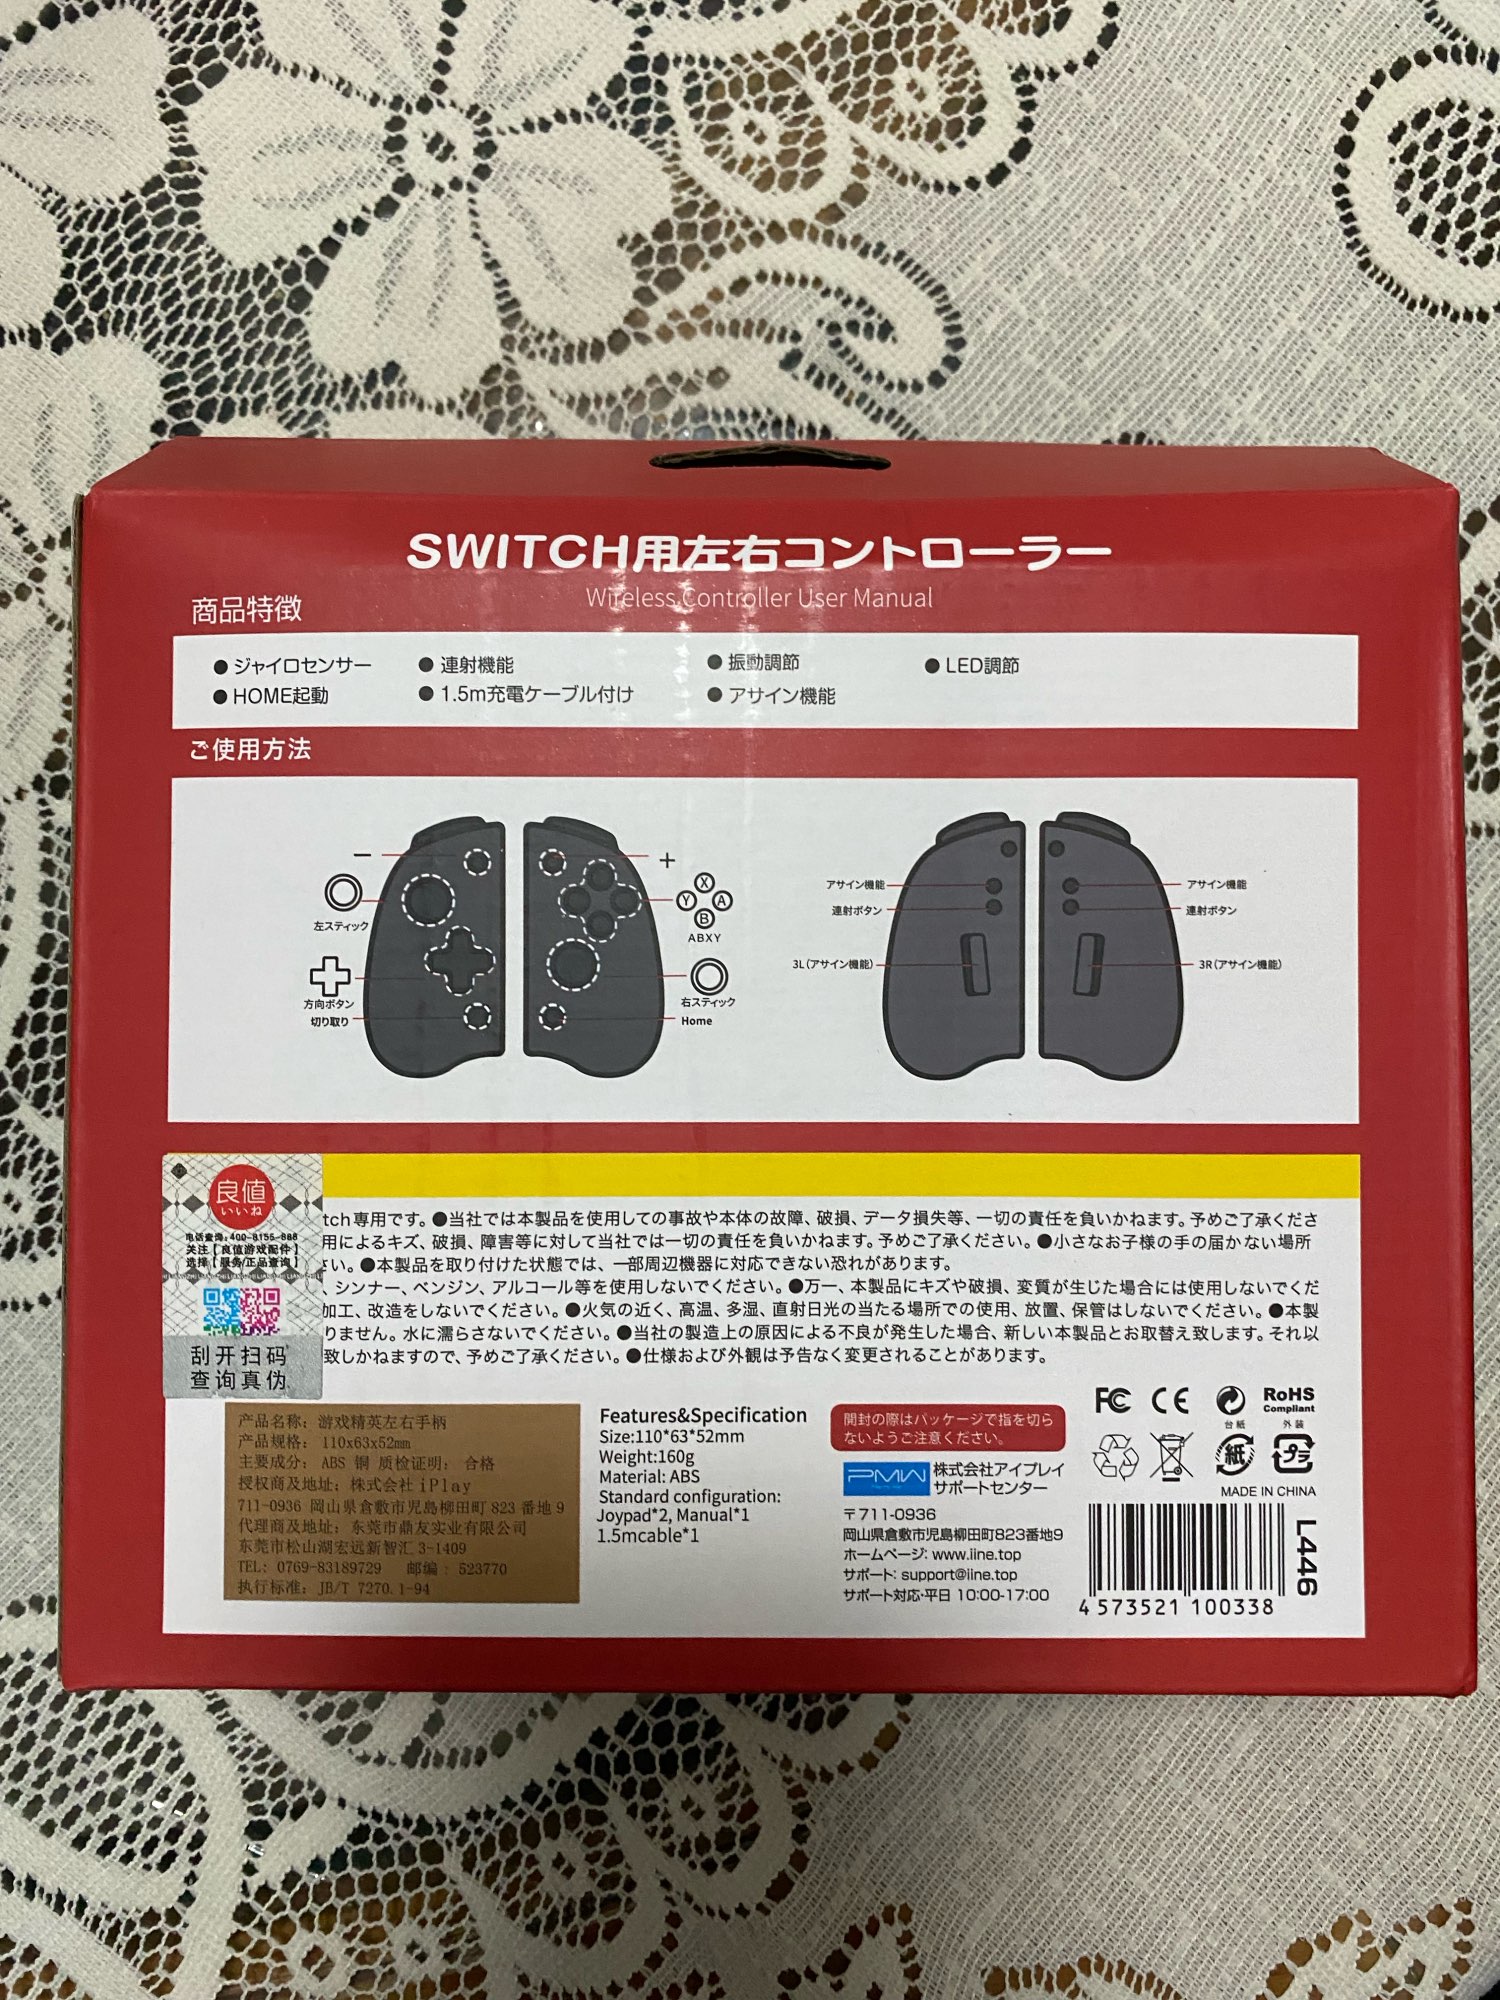 SWITCH用左右コントローラー
Wireless Controller User Manual
商品特徴
●ジャイロセンサー ●連射機能 ●振動調節 ●LED調節
●HOME起動 ●1.5m充電ケーブル付け ●アサイン機能
ご使用方法
－
＋
左スティック
X
Y A
B
ABXY
方向ボタン
切り取り
右スティック
Home
アサイン機能
連射ボタン
3L(アサイン機能)
アサイン機能
連射ボタン
3R(アサイン機能)
良値
いいね
电话查询:400-8155-888
关注【良值游戏配件】
选择【服务/正品查询】
刮开扫码
查询真伪
tch専用です。●当社では本製品を使用しての事故や本体の故障、破損、データ損失等、一切の責任を負いかねます。予めご了承くださ
用によるキズ、破損、障害等に対して当社では一切の責任を負いかねます。予めご了承ください。●小さなお子様の手の届かない場所
さい。●本製品を取り付けた状態では、一部周辺機器に対応できない恐れがあります。
、シンナー、ベンジン、アルコール等を使用しないでください。●万一、本製品にキズや破損、変質が生じた場合には使用しないでくだ
加工、改造をしないでください。●火気の近く、高温、多湿、直射日光の当たる場所での使用、放置、保管はしないでください。●本製
りません。水に濡らさないでください。●当社の製造上の原因による不良が発生した場合、新しい本製品とお取替え致します。それ以
致しかねますので、予めご了承ください。●仕様および外観は予告なく変更されることがあります。
产品名称：游戏精英左右手柄
产品规格：110x63x52mm
主要成分：ABS 铜 质检证明：合格
授权商及地址：株式会社 iPlay
711-0936 岡山県倉敷市児島柳田町 823 番地 9
代理商及地址：东莞市鼎友实业有限公司
东莞市松山湖宏远新智汇 3-1409
TEL: 0769-83189729 邮编：523770
执行标准：JB/T 7270.1-94
Features&Specification
Size:110*63*52mm
Weight:160g
Material: ABS
Standard configuration:
Joypad*2, Manual*1
1.5mcable*1
開封の際はパッケージで指を切ら
ないようご注意ください。
PMW 株式会社アイプレイ
サポートセンター
〒711-0936
岡山県倉敷市児島柳田町823番地9
ホームページ: www.iine.top
サポート: support@iine.top
サポート対応・平日 10:00-17:00
FC CE RoHS
Compliant
台紙 外装
紙 プラ
MADE IN CHINA
L446
4 573521 100338